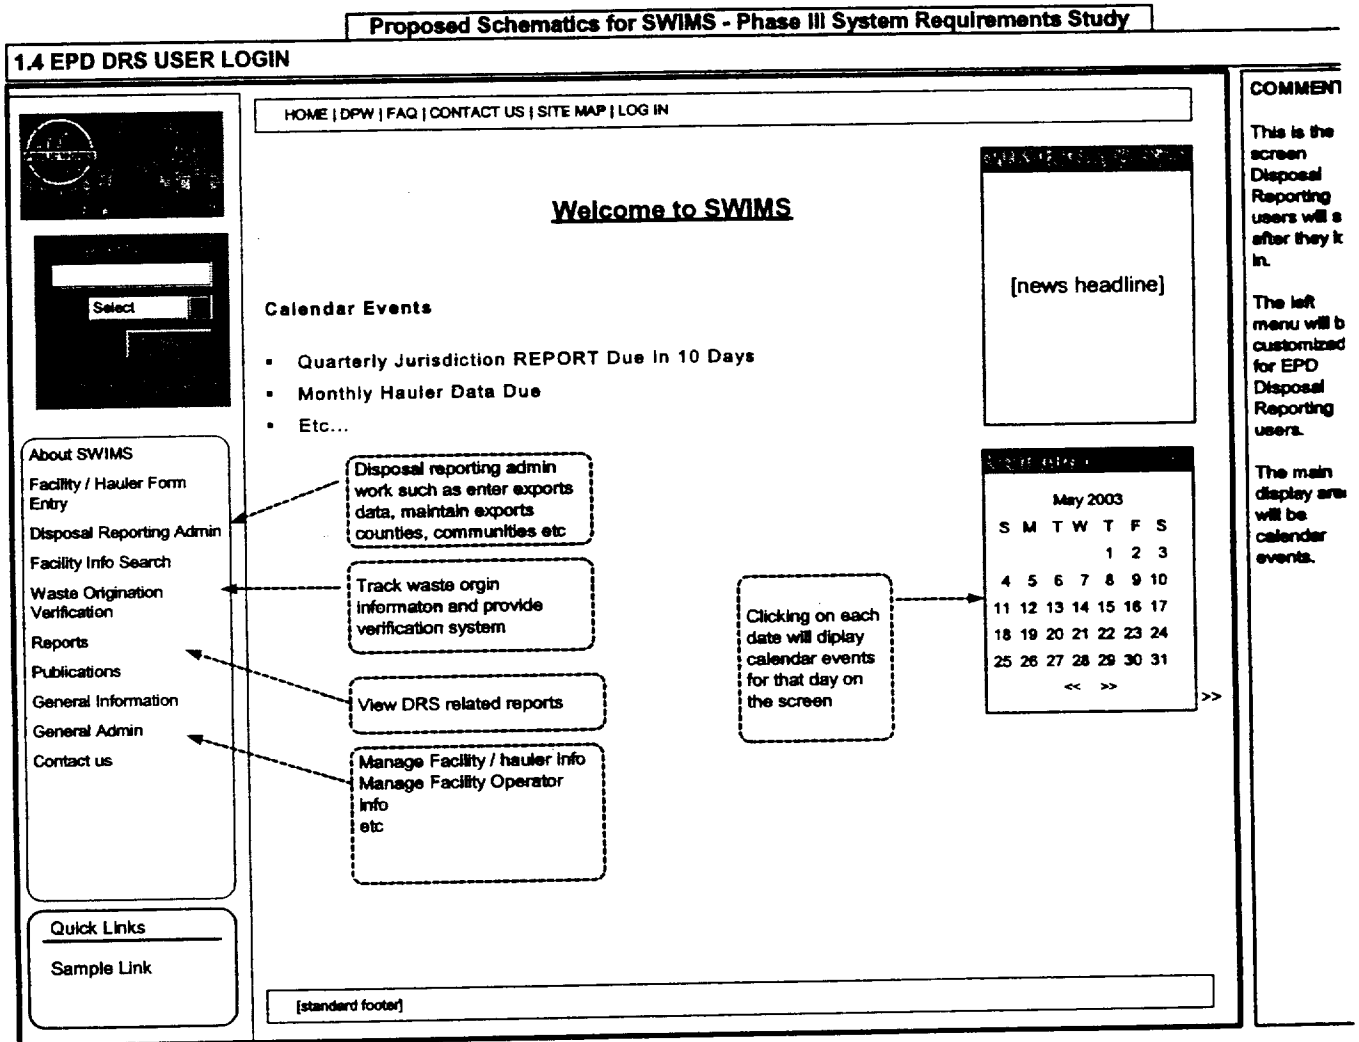 Proposed Schematics for SWIMS - Phase III System Requirements Study
1.4 EPD DRS USER LOGIN
HOME | DPW | FAQ | CONTACT US | SITE MAP | LOG IN
Welcome to SWIMS
Select
Calendar Events
▪ Quarterly Jurisdiction REPORT Due in 10 Days
▪ Monthly Hauler Data Due
▪ Etc...
[news headline]
About SWIMS
Facility / Hauler Form
Entry
Disposal Reporting Admin
Facility Info Search
Waste Origination
Verification
Reports
Publications
General Information
General Admin
Contact us
Disposal reporting admin
work such as enter exports
data, maintain exports
counties, communities etc
Track waste orgin
informaton and provide
verification system
View DRS related reports
Manage Facility / hauler info
Manage Facility Operator
info
etc
Clicking on each
date will diplay
calendar events
for that day on
the screen
May 2003
S M T W T F S
1 2 3
4 5 6 7 8 9 10
11 12 13 14 15 16 17
18 19 20 21 22 23 24
25 26 27 28 29 30 31
<< >>
>>
Quick Links
Sample Link
[standard footer]
COMMENT
This is the
screen
Disposal
Reporting
users will s
after they l
in.
The left
menu will b
customized
for EPD
Disposal
Reporting
users.
The main
display area
will be
calendar
events.